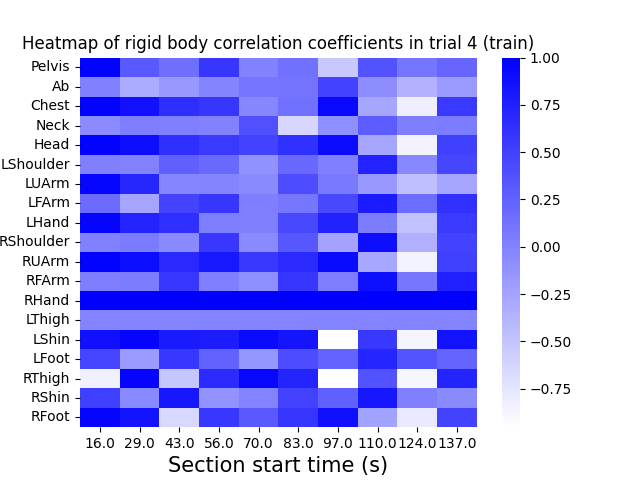 Heatmap of rigid body correlation coefficients in trial 4 (train)
Pelvis
Ab
Chest
Neck
Head
LShoulder
LUArm
LFArm
LHand
RShoulder
RUArm
RFArm
RHand
LThigh
LShin
LFoot
RThigh
RShin
RFoot
16.0 29.0 43.0 56.0 70.0 83.0 97.0 110.0 124.0 137.0
Section start time (s)
1.00
0.75
0.50
0.25
0.00
−0.25
−0.50
−0.75